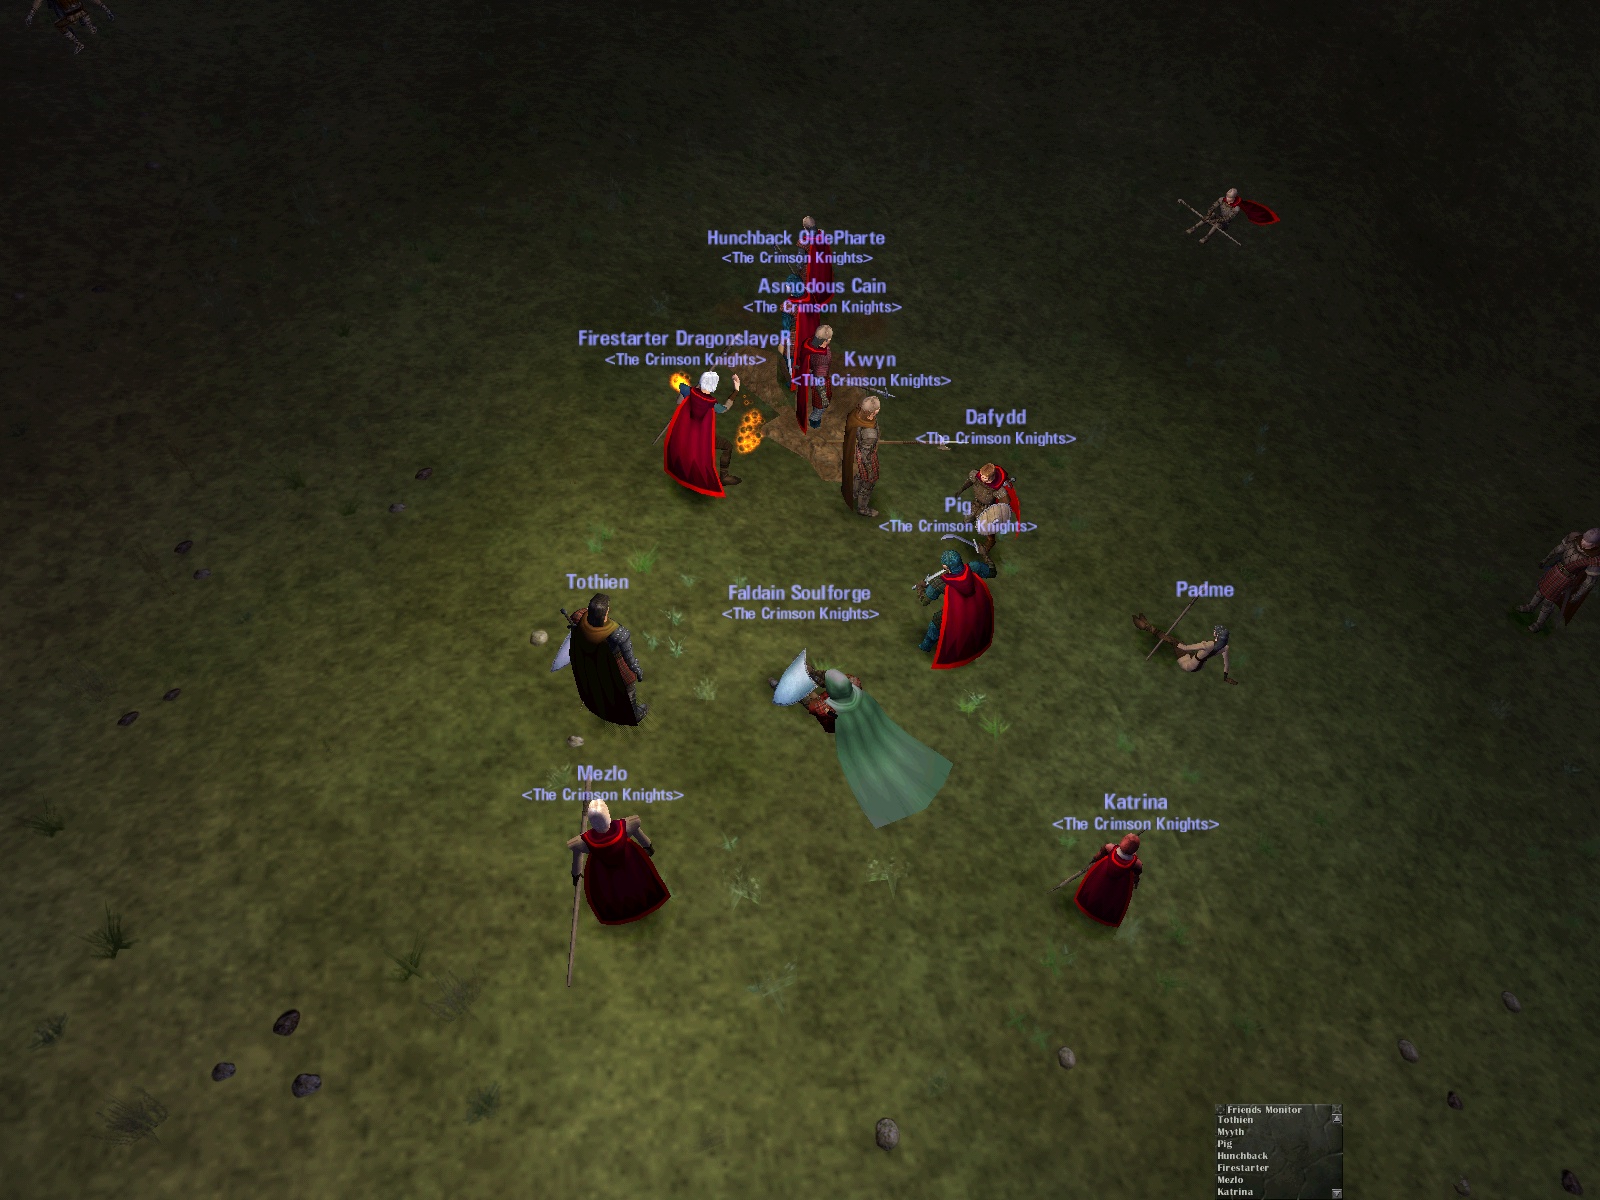 Hunchback OldePharte
<The Crimson Knights>
Asmodous Cain
<The Crimson Knights>
Firestarter DragonslayeR
<The Crimson Knights>
Kwyn
<The Crimson Knights>
Dafydd
<The Crimson Knights>
Pig
<The Crimson Knights>
Tothien
Faldain Soulforge
<The Crimson Knights>
Padme
Mezlo
<The Crimson Knights>
Katrina
<The Crimson Knights>
Friends Monitor
Tothien
Myyth
Pig
Hunchback
Firestarter
Mezlo
Katrina